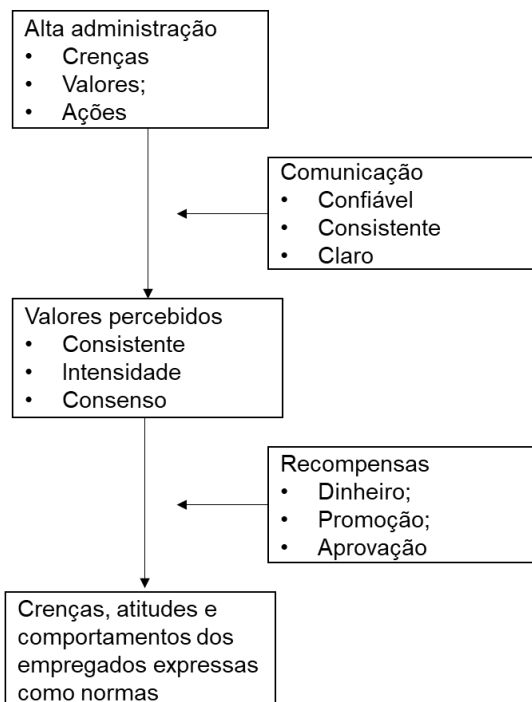 Alta administração
• Crenças
• Valores;
• Ações
Comunicação
• Confiável
• Consistente
• Claro
Valores percebidos
• Consistente
• Intensidade
• Consenso
Recompensas
• Dinheiro;
• Promoção;
• Aprovação
Crenças, atitudes e
comportamentos dos
empregados expressas
como normas